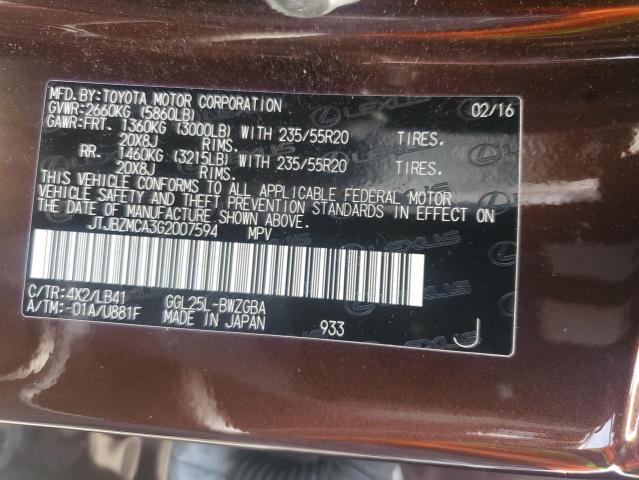 MFD.BY:TOYOTA MOTOR CORPORATION 02/16
GVWR:2660KG (5860LB)
GAWR:FRT. 1360KG (3000LB) WITH 235/55R20 TIRES.
20X8J RIMS.
RR. 1460KG (3215LB) WITH 235/55R20 TIRES.
20X8J RIMS.
THIS VEHICLE CONFORMS TO ALL APPLICABLE FEDERAL MOTOR
VEHICLE SAFETY AND THEFT PREVENTION STANDARDS IN EFFECT ON
THE DATE OF MANUFACTURE SHOWN ABOVE.
JTJBZMCA3G2007594 MPV
C/TR:4X2/LB41 GGL25L-BWZGBA
A/TM:-01A/U881F MADE IN JAPAN 933 J